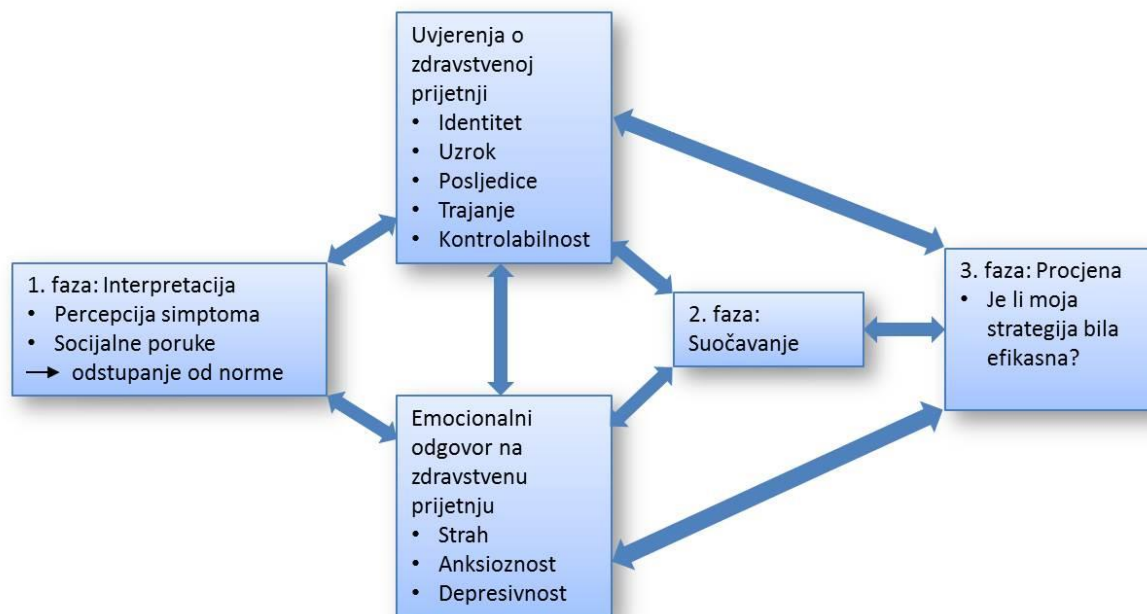 Uvjerenja o
zdravstvenoj
prijetnji
• Identitet
• Uzrok
• Posljedice
• Trajanje
• Kontrolabilnost
1. faza: Interpretacija
• Percepcija simptoma
• Socijalne poruke
→ odstupanje od norme
2. faza:
Suočavanje
3. faza: Procjena
• Je li moja
strategija bila
efikasna?
Emocionalni
odgovor na
zdravstvenu
prijetnju
• Strah
• Anksioznost
• Depresivnost